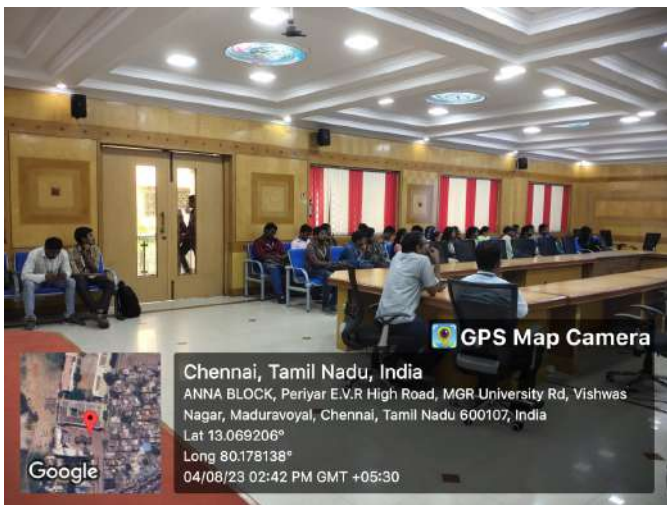 GPS Map Camera
Chennai, Tamil Nadu, India
ANNA BLOCK, Periyar E.V.R High Road, MGR University Rd, Vishwas
Nagar, Maduravoyal, Chennai, Tamil Nadu 600107, India
Lat 13.069206°
Long 80.178138°
04/08/23 02:42 PM GMT +05:30
Google